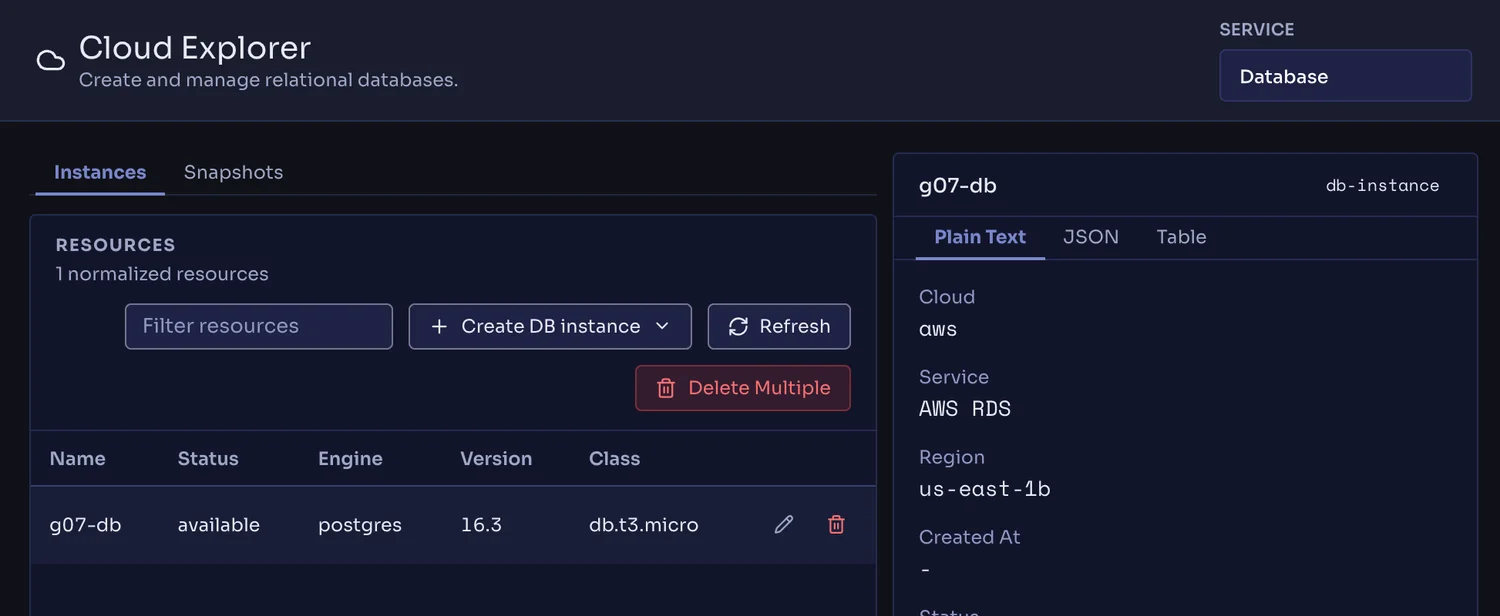 Cloud Explorer
Create and manage relational databases.
SERVICE
Database
Instances Snapshots
RESOURCES
1 normalized resources
Filter resources
Create DB instance
Refresh
Delete Multiple
Name Status Engine Version Class
g07-db available postgres 16.3 db.t3.micro
g07-db db-instance
Plain Text JSON Table
Cloud
aws
Service
AWS RDS
Region
us-east-1b
Created At
-
Status